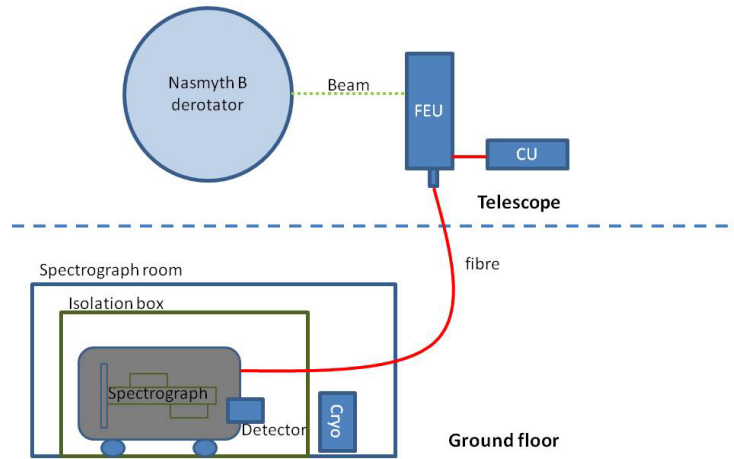 Nasmyth B
derotator
Beam
FEU
CU
Telescope
fibre
Spectrograph room
Isolation box
Spectrograph
Detector
Cryo
Ground floor